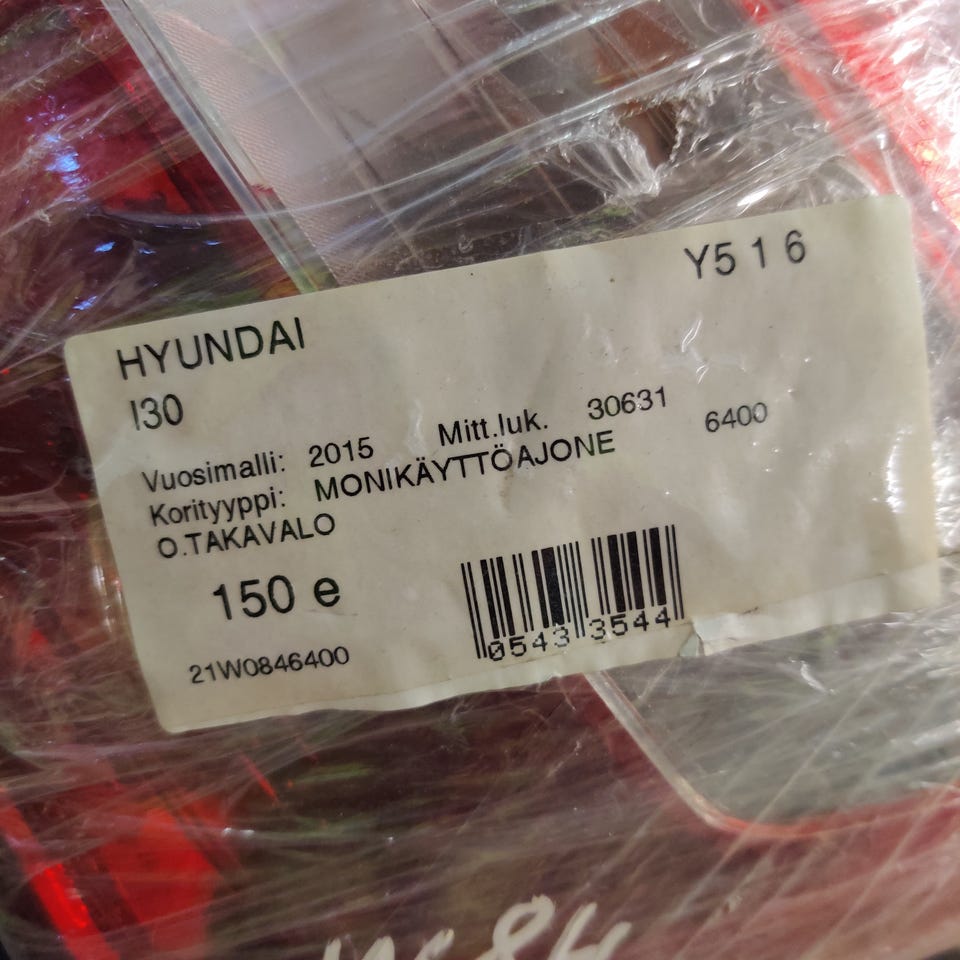 Y5 1 6
HYUNDAI
I30
Vuosimalli: 2015 Mitt.luk. 30631 6400
Korityyppi: MONIKÄYTTÖAJONE
O.TAKAVALO
150 e
21W0846400
0543 3544